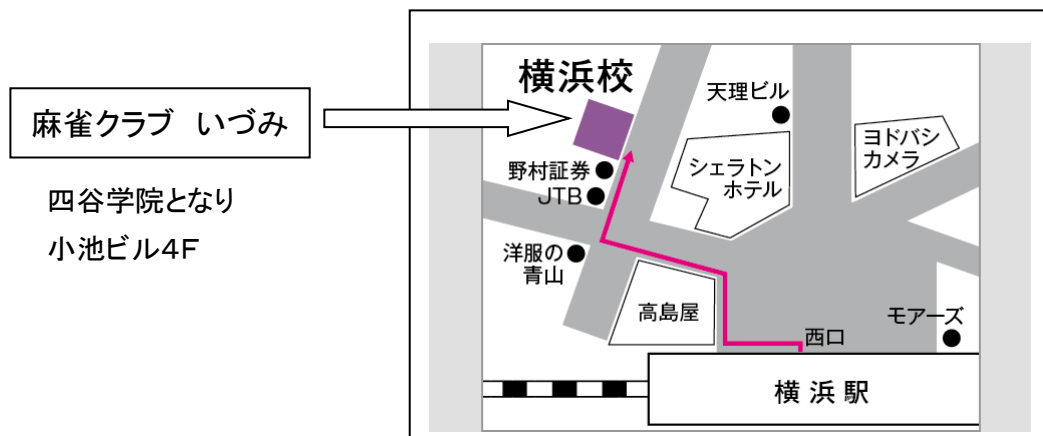 麻雀クラブ いづみ
四谷学院となり
小池ビル4F
横浜校
天理ビル
ヨドバシ
カメラ
野村証券
JTB
シェラトン
ホテル
洋服の
青山
高島屋
モアーズ
西口
横浜駅